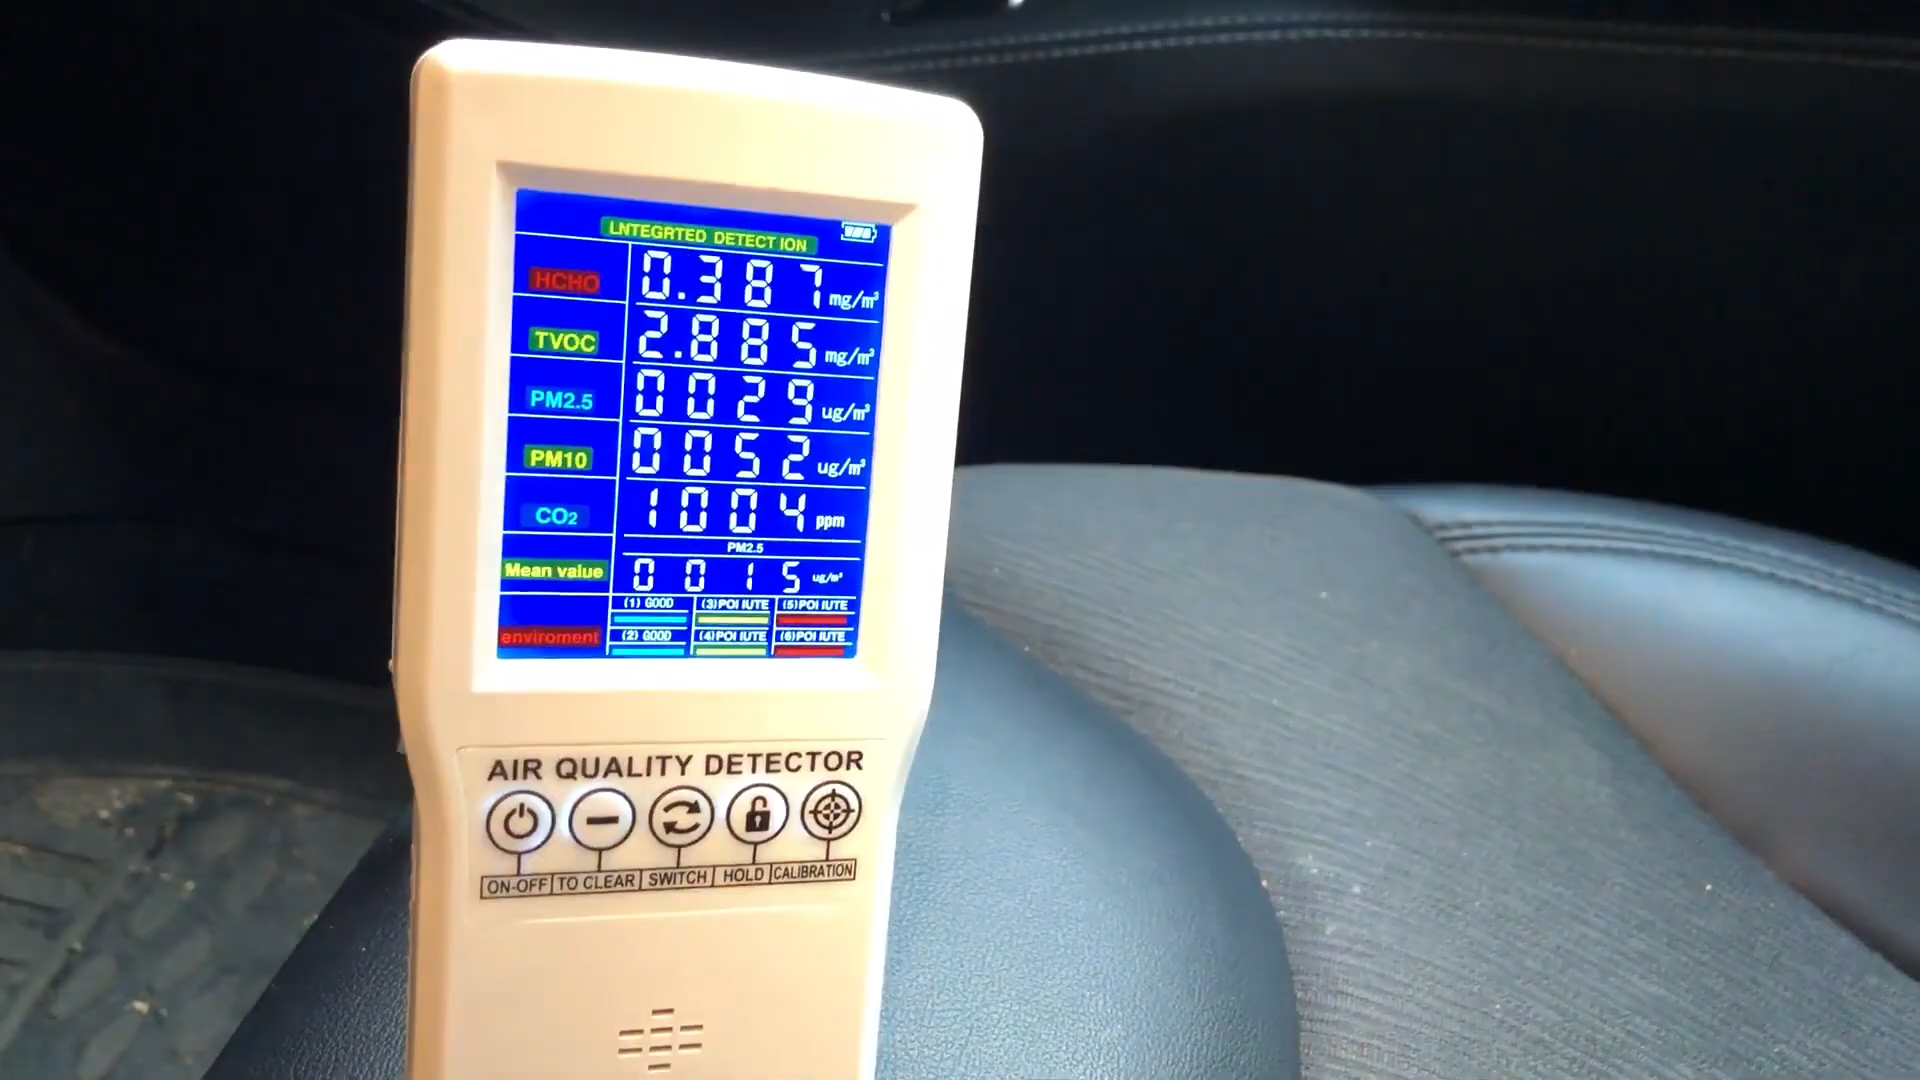 LNTEGRTED DETECT ION
HCHO 0.387 mg/m³
TVOC 2.885 mg/m³
PM2.5 0029 ug/m³
PM10 0052 ug/m³
CO₂ 1004 ppm
PM2.5
Mean value 0015 ug/m³
(1) GOOD (3)POI IUTE (5)POI IUTE
enviroment (2) GOOD (4)POI IUTE (6)POI IUTE
AIR QUALITY DETECTOR
ON-OFF TO CLEAR SWITCH HOLD CALIBRATION